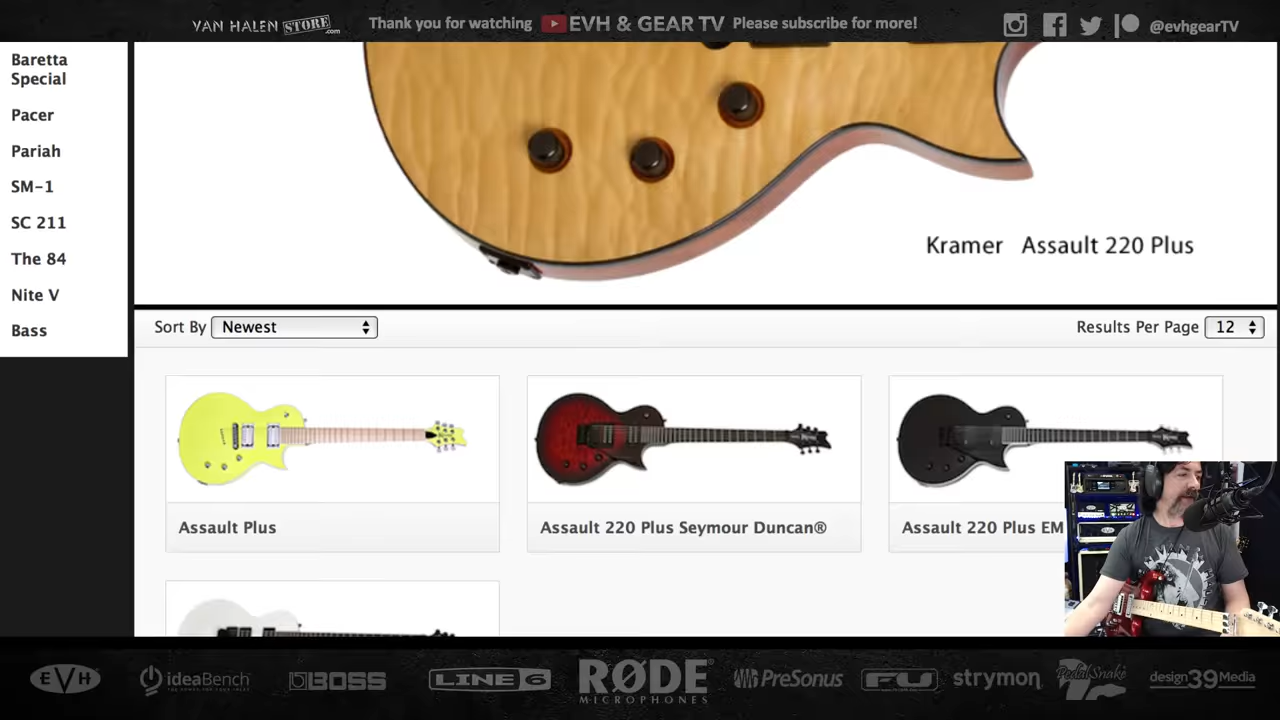 VAN HALEN STORE.com
Thank you for watching EVH & GEAR TV Please subscribe for more!
@evhgearTV
Baretta
Special
Pacer
Pariah
SM-1
SC 211
The 84
Nite V
Bass
Kramer Assault 220 Plus
Sort By Newest
Results Per Page 12
Assault Plus
Assault 220 Plus Seymour Duncan®
Assault 220 Plus EM
EVH
ideaBench
BOSS
LINE 6
RØDE
MICROPHONES
PreSonus
FU
strymon
PedalSnake
design39Media